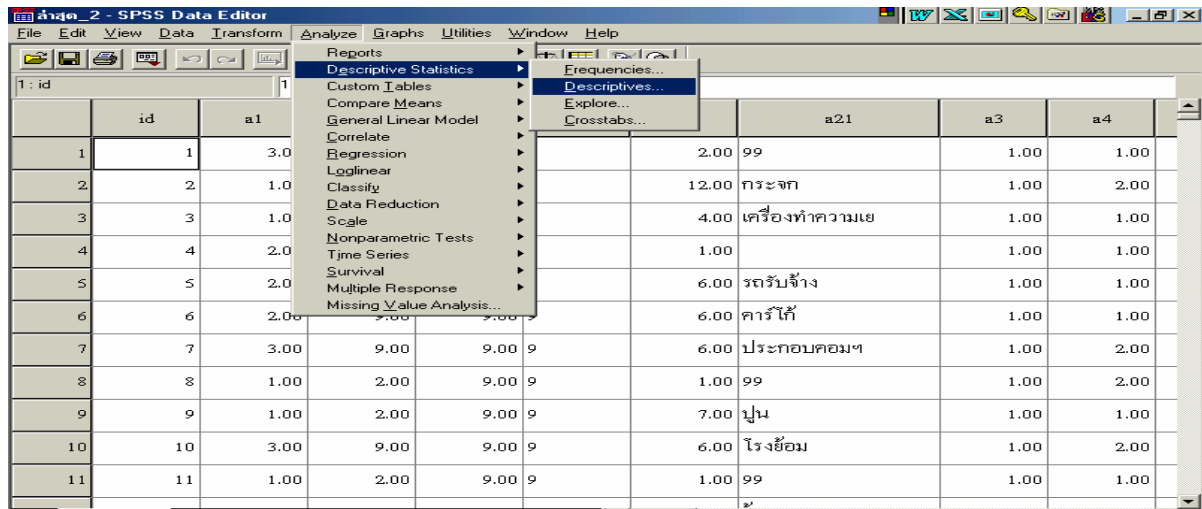 ล่าสุด_2 - SPSS Data Editor
File Edit View Data Transform Analyze Graphs Utilities Window Help
1 : id 1
Reports
Descriptive Statistics
Custom Tables
Compare Means
General Linear Model
Correlate
Regression
Loglinear
Classify
Data Reduction
Scale
Nonparametric Tests
Time Series
Survival
Multiple Response
Missing Value Analysis...
Frequencies...
Descriptives...
Explore...
Crosstabs...
id a1 a21 a3 a4
1 1 3.0 2.00 99 1.00 1.00
2 2 1.0 12.00 กระจก 1.00 2.00
3 3 1.0 4.00 เครื่องทำความเย 1.00 1.00
4 4 2.0 1.00 1.00 1.00
5 5 2.0 6.00 รถรับจ้าง 1.00 1.00
6 6 2.00 9.00 9.00 9 6.00 คาร์โก้ 1.00 1.00
7 7 3.00 9.00 9.00 9 6.00 ประกอบคอมฯ 1.00 2.00
8 8 1.00 2.00 9.00 9 1.00 99 1.00 2.00
9 9 1.00 2.00 9.00 9 7.00 ปูน 1.00 1.00
10 10 3.00 9.00 9.00 9 6.00 โรงย้อม 1.00 2.00
11 11 1.00 2.00 9.00 9 1.00 99 1.00 1.00